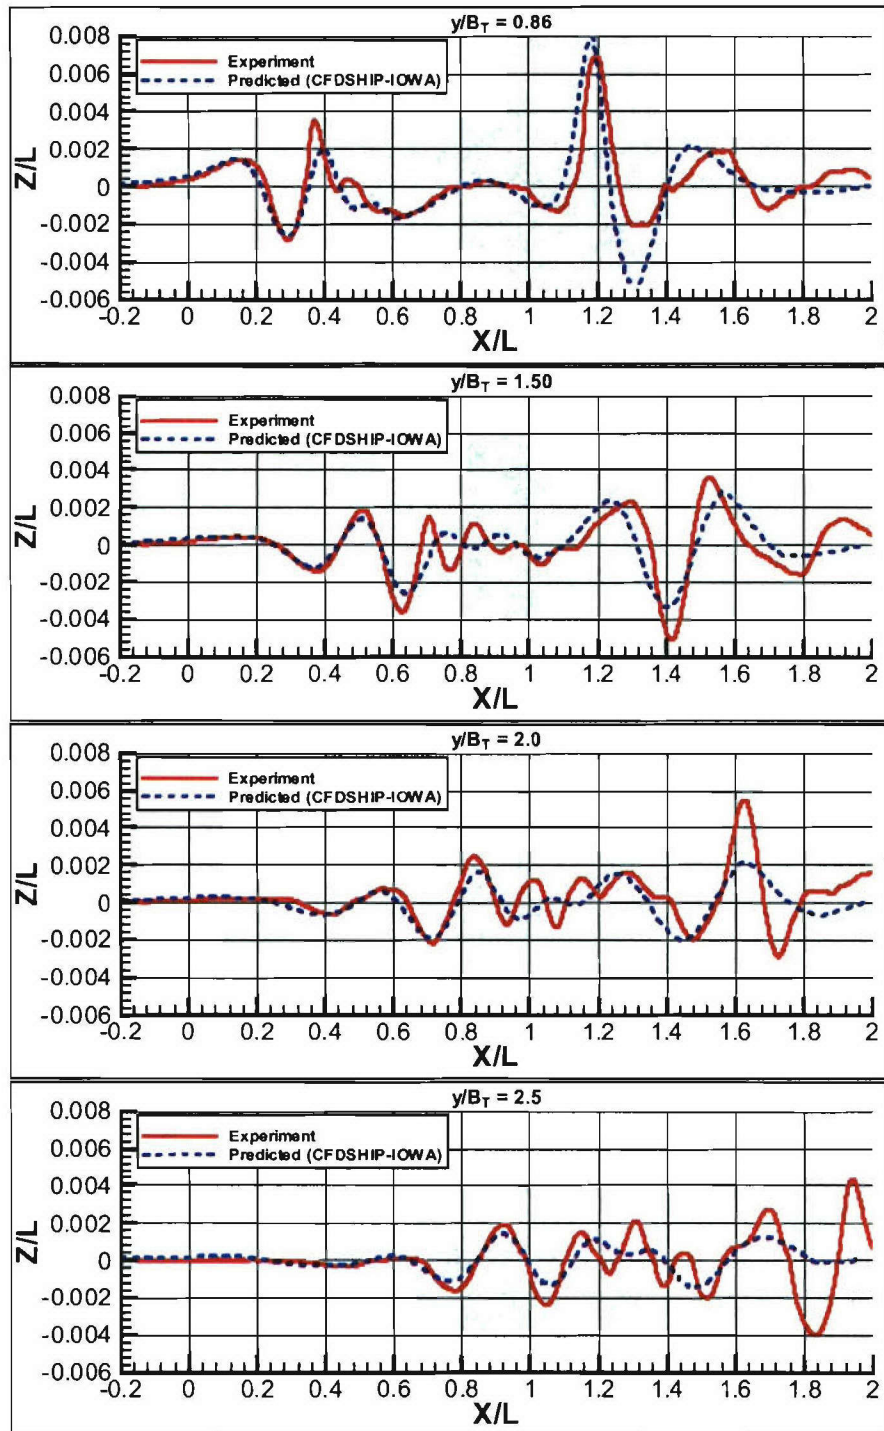 y/BT = 0.86
Experiment
Predicted (CFDSHIP-IOWA)
0.008
0.006
0.004
0.002
0
-0.002
-0.004
-0.006
Z/L
-0.2 0 0.2 0.4 0.6 0.8 1 1.2 1.4 1.6 1.8 2
X/L
y/BT = 1.50
Experiment
Predicted (CFDSHIP-IOWA)
0.008
0.006
0.004
0.002
0
-0.002
-0.004
-0.006
Z/L
-0.2 0 0.2 0.4 0.6 0.8 1 1.2 1.4 1.6 1.8 2
X/L
y/BT = 2.0
Experiment
Predicted (CFDSHIP-IOWA)
0.008
0.006
0.004
0.002
0
-0.002
-0.004
-0.006
Z/L
-0.2 0 0.2 0.4 0.6 0.8 1 1.2 1.4 1.6 1.8 2
X/L
y/BT = 2.5
Experiment
Predicted (CFDSHIP-IOWA)
0.008
0.006
0.004
0.002
0
-0.002
-0.004
-0.006
Z/L
-0.2 0 0.2 0.4 0.6 0.8 1 1.2 1.4 1.6 1.8 2
X/L